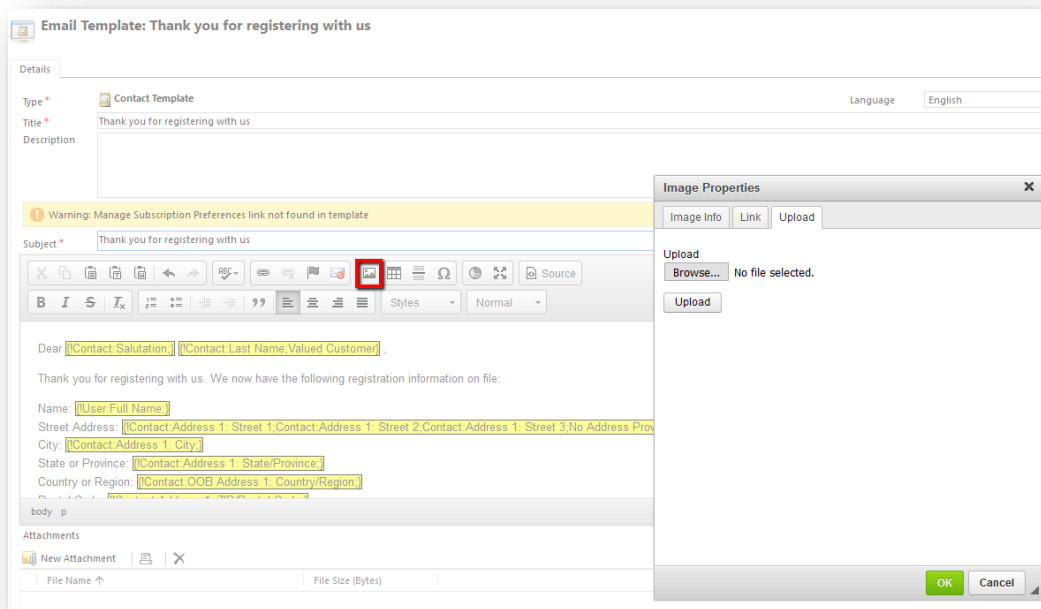 Email Template: Thank you for registering with us
Details
Type *
Contact Template
Language
English
Title *
Thank you for registering with us
Description
Warning: Manage Subscription Preferences link not found in template
Subject *
Thank you for registering with us
ABC
Ω
Source
B I S Tx
Styles
Normal
Dear {!Contact:Salutation;} {!Contact:Last Name;Valued Customer} ,
Thank you for registering with us. We now have the following registration information on file:
Name: {!User:Full Name;}
Street Address: {!Contact:Address 1: Street 1;Contact:Address 1: Street 2;Contact:Address 1: Street 3;No Address Prov
City: {!Contact:Address 1: City;}
State or Province: {!Contact:Address 1: State/Province;}
Country or Region: {!Contact:OOB Address 1: Country/Region;}
body p
Attachments
New Attachment
File Name
File Size (Bytes)
Image Properties
Image Info
Link
Upload
Upload
Browse... No file selected.
Upload
OK
Cancel